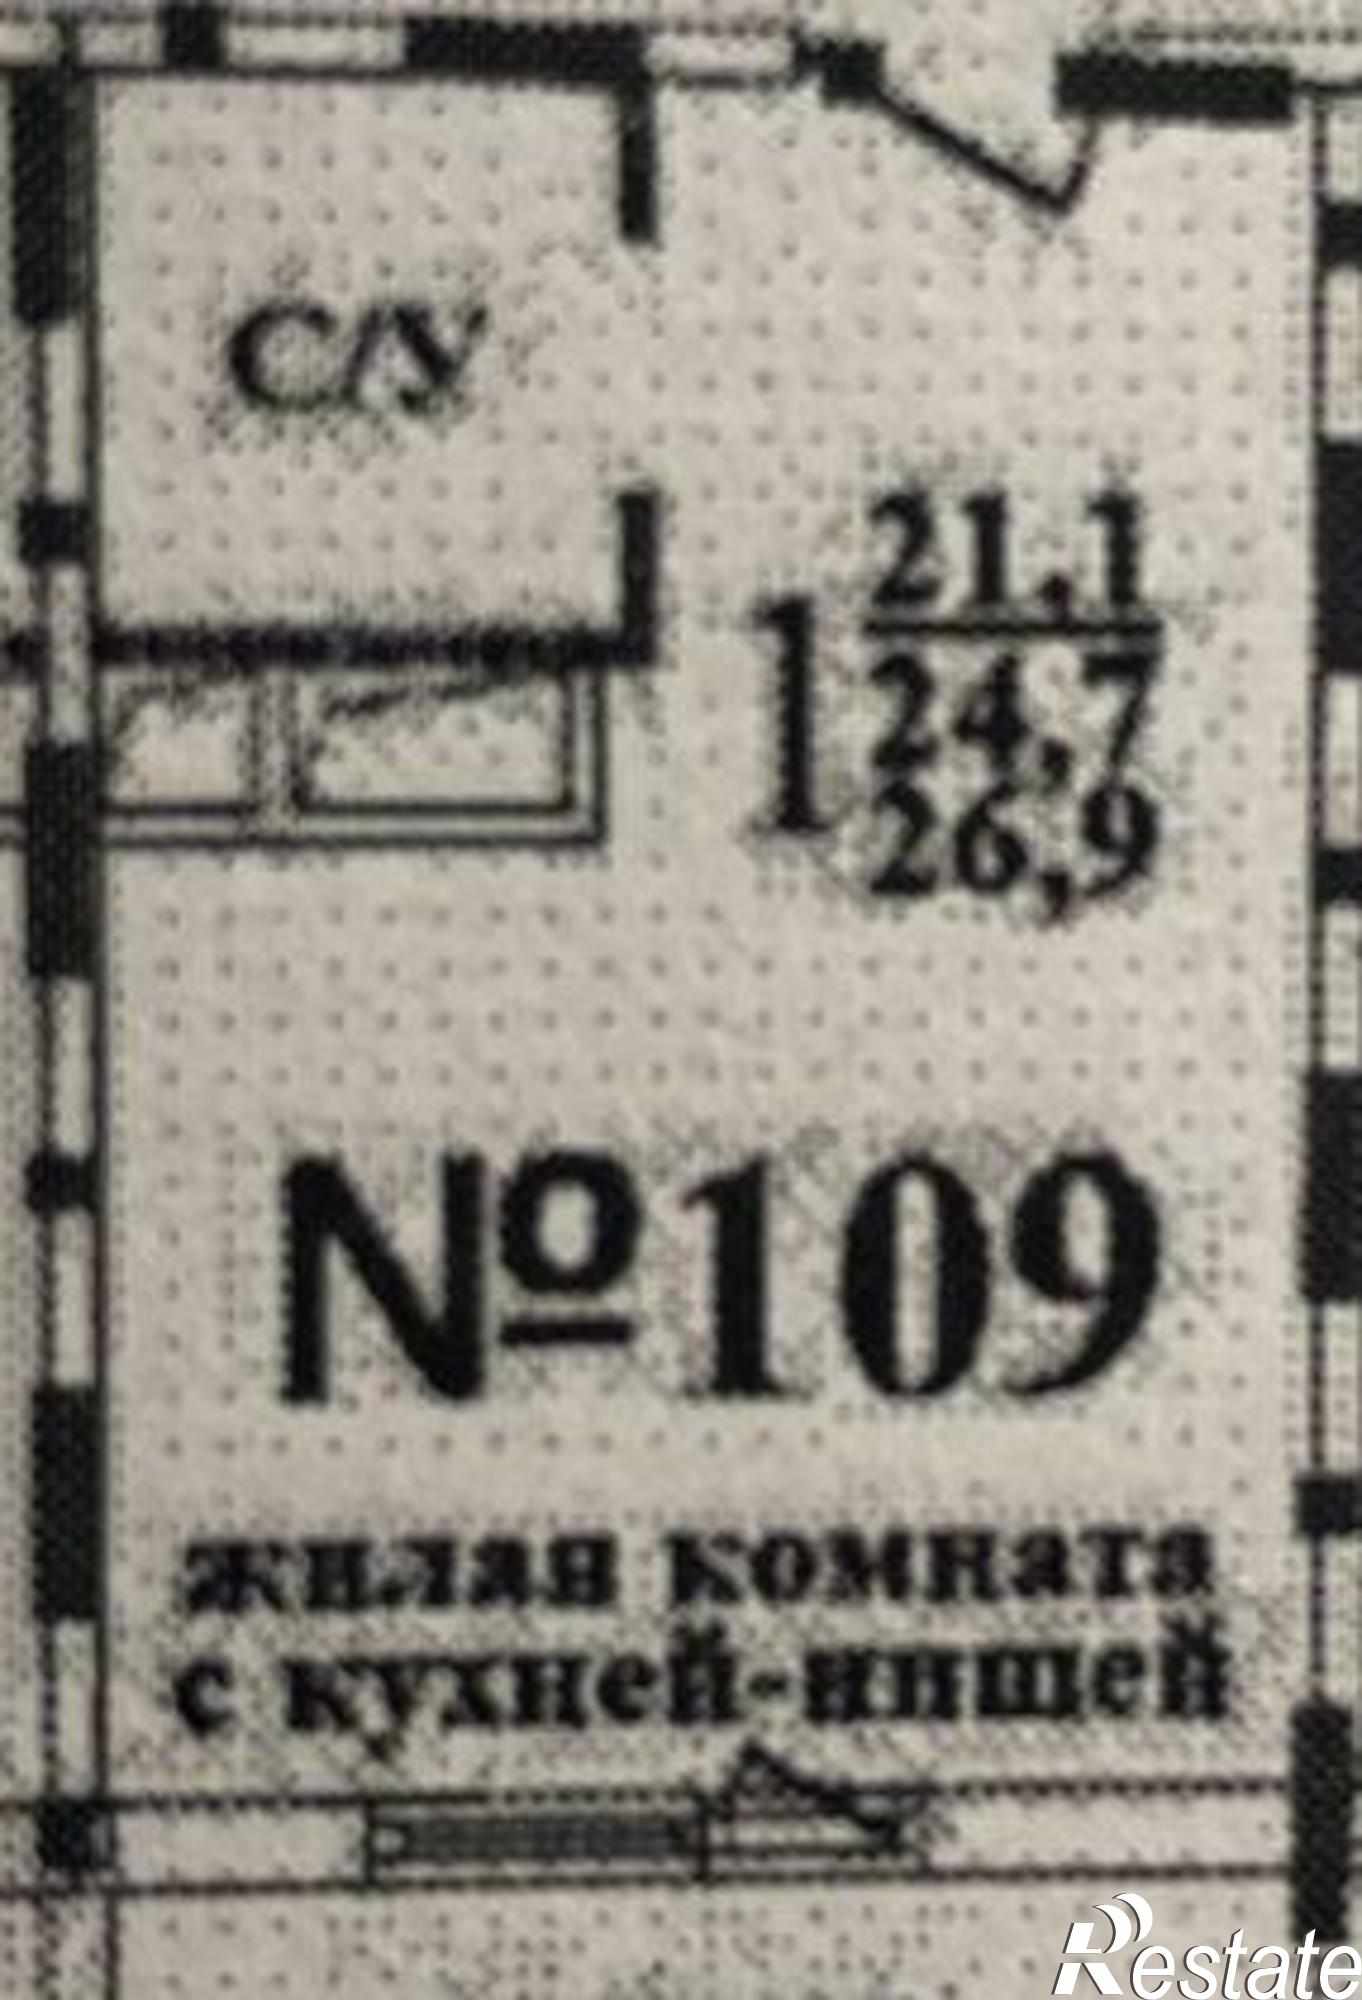 С/У
21,1
1 24,7
26,9
№109
жилая комната
с кухней-нишей
Restate